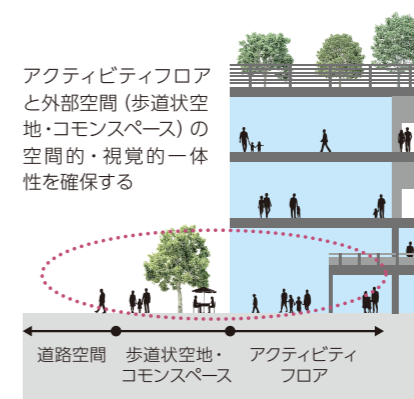 アクティビティフロア
と外部空間（歩道状空
地・コモンスペース）の
空間的・視覚的一体
性を確保する
道路空間
歩道状空地・
コモンスペース
アクティビティ
フロア